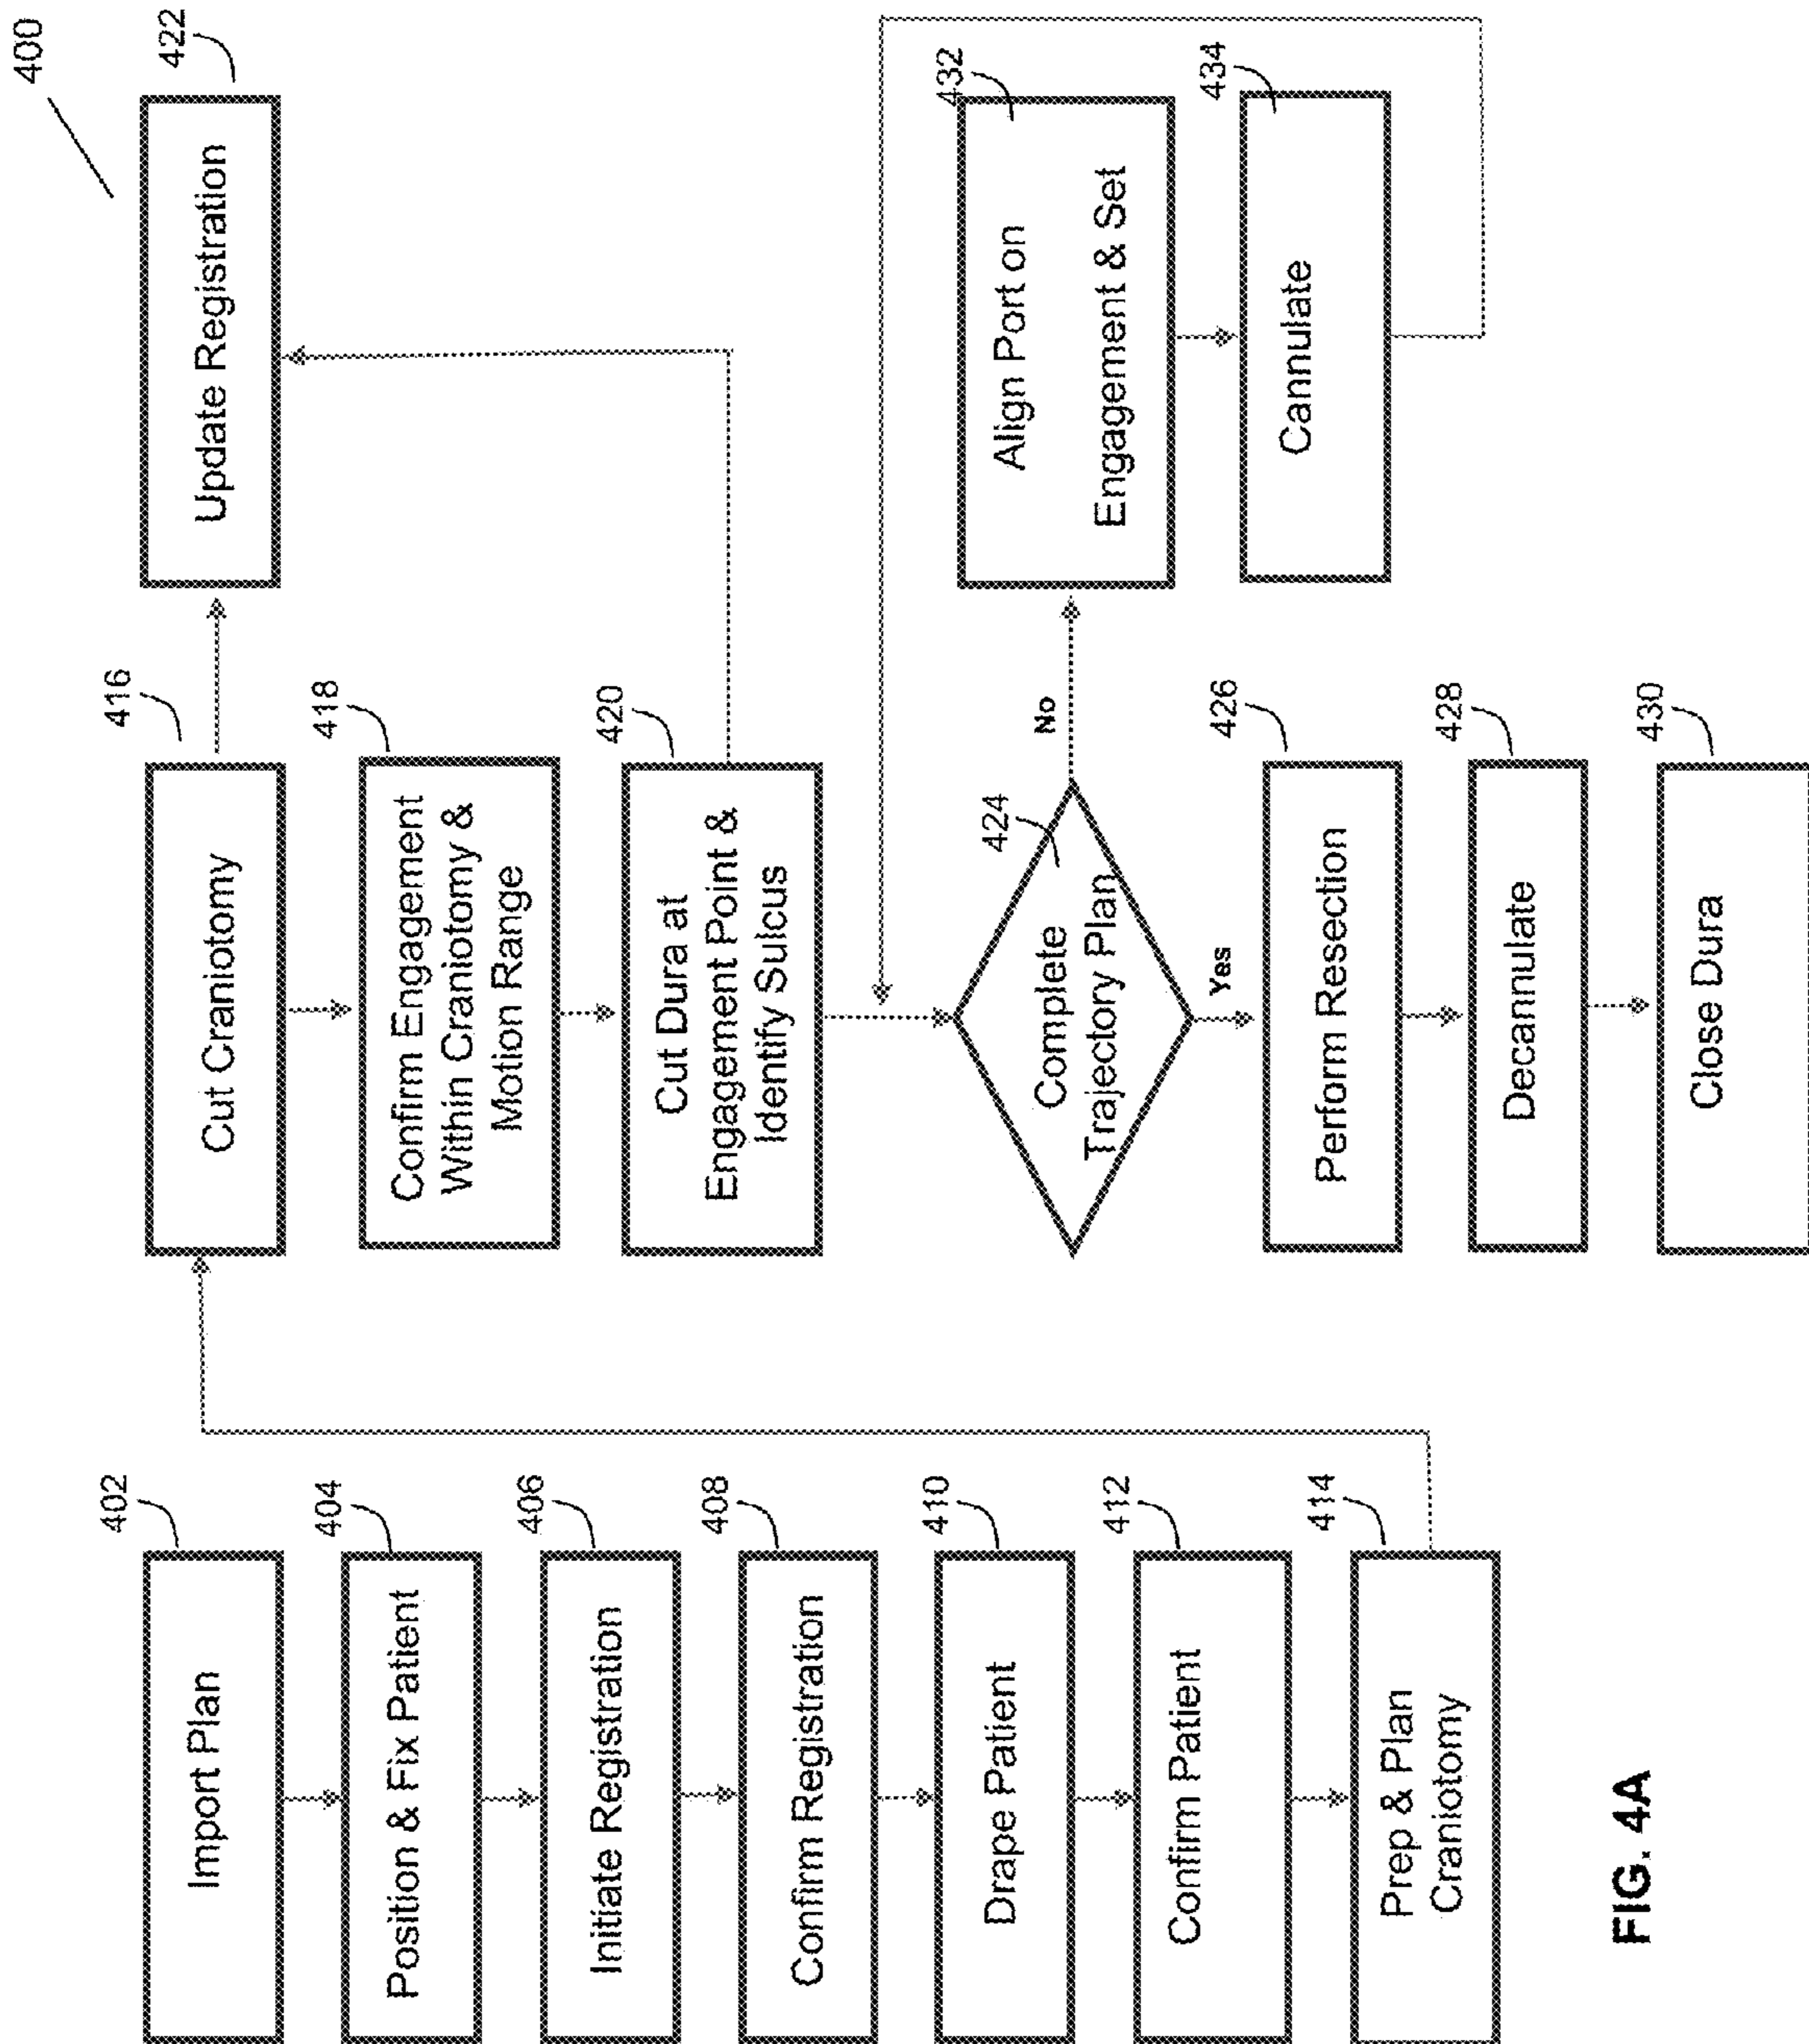 400
402
Import Plan
404
Position & Fix Patient
406
Initiate Registration
408
Confirm Registration
410
Drape Patient
412
Confirm Patient
414
Prep & Plan
Craniotomy
416
Cut Craniotomy
422
Update Registration
418
Confirm Engagement
Within Craniotomy &
Motion Range
420
Cut Dura at
Engagement Point &
Identify Sulcus
424
Complete
Trajectory Plan
No
432
Align Port on
Engagement & Set
434
Cannulate
Yes
426
Perform Resection
428
Decannulate
430
Close Dura
FIG. 4A